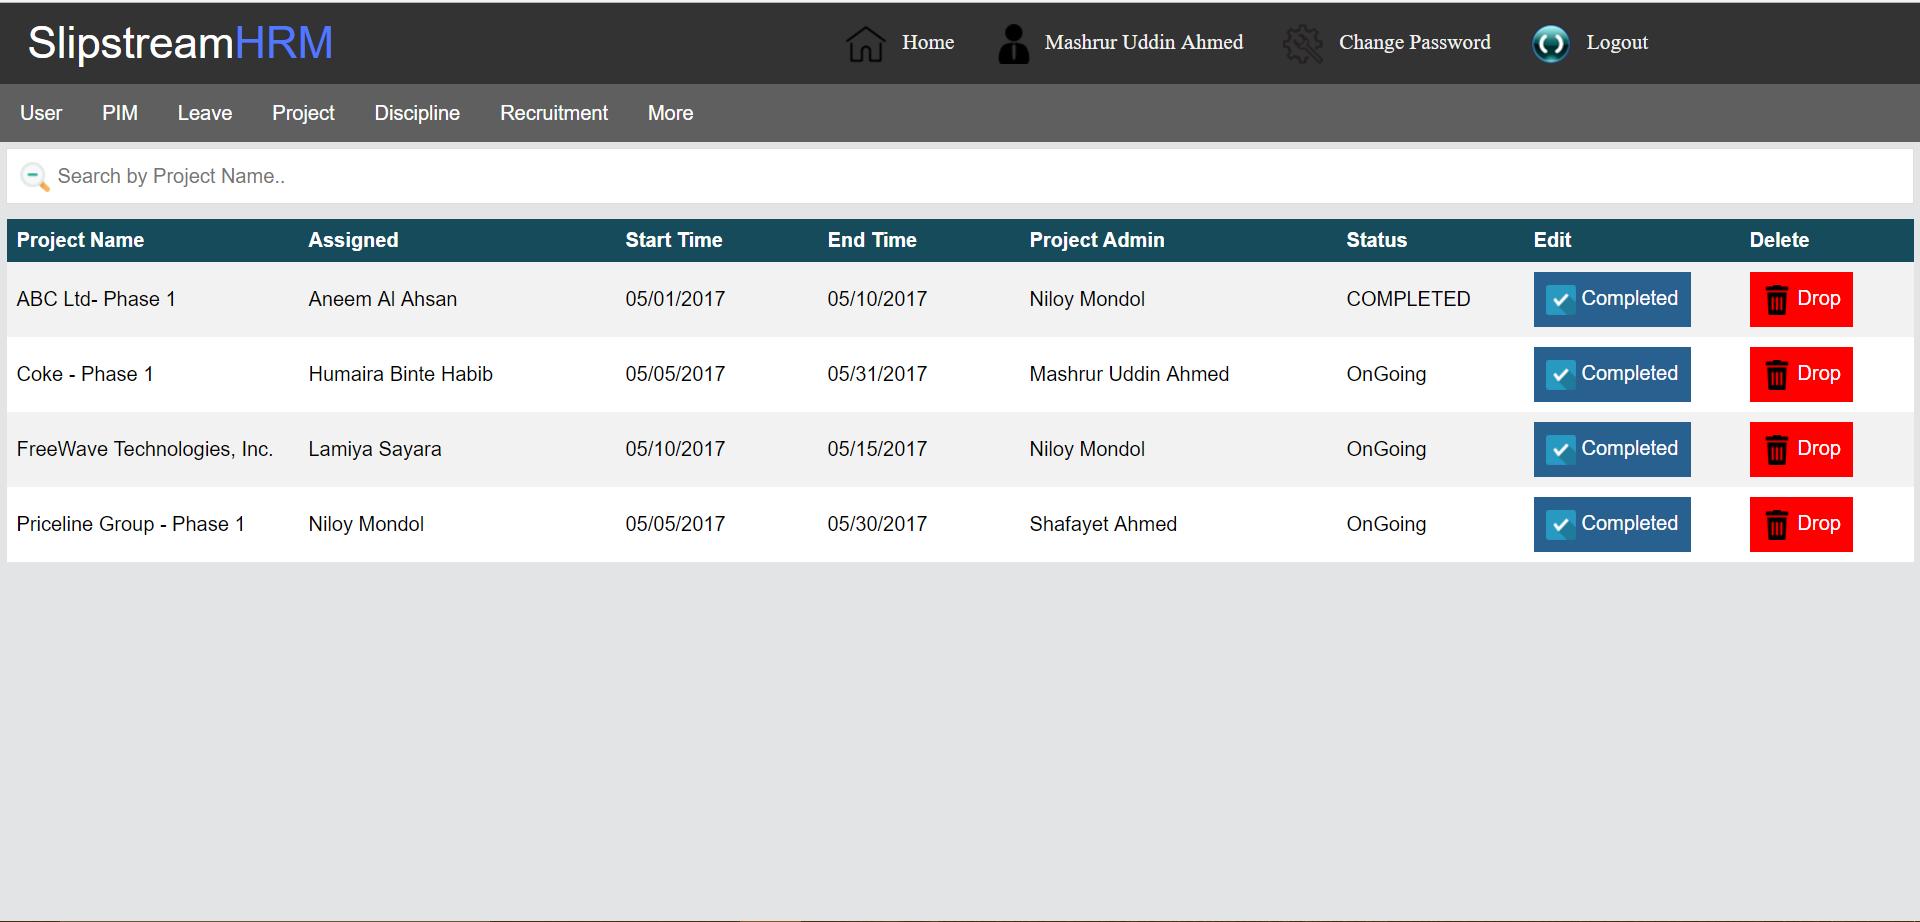 SlipstreamHRM Home Mashrur Uddin Ahmed Change Password Logout
User PIM Leave Project Discipline Recruitment More
Search by Project Name..
Project Name Assigned Start Time End Time Project Admin Status Edit Delete
ABC Ltd- Phase 1 Aneem Al Ahsan 05/01/2017 05/10/2017 Niloy Mondol COMPLETED Completed Drop
Coke - Phase 1 Humaira Binte Habib 05/05/2017 05/31/2017 Mashrur Uddin Ahmed OnGoing Completed Drop
FreeWave Technologies, Inc. Lamiya Sayara 05/10/2017 05/15/2017 Niloy Mondol OnGoing Completed Drop
Priceline Group - Phase 1 Niloy Mondol 05/05/2017 05/30/2017 Shafayet Ahmed OnGoing Completed Drop